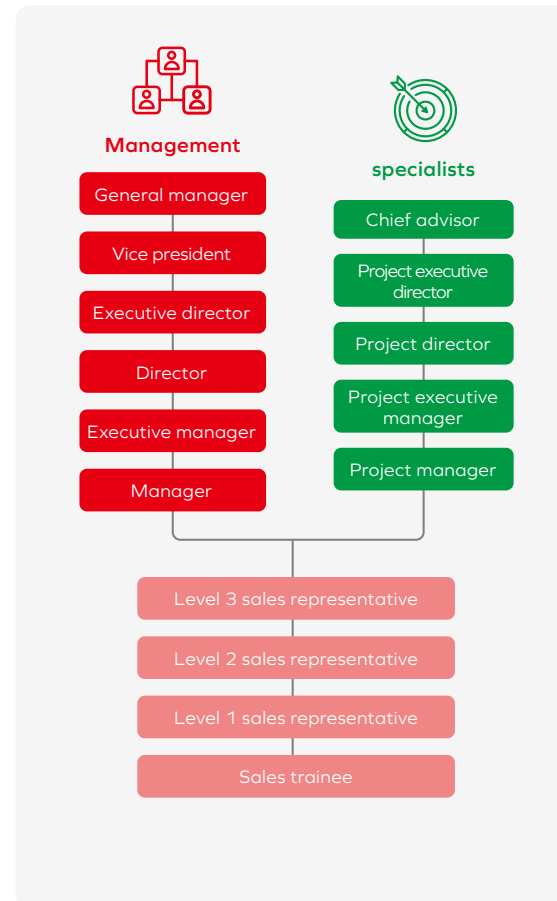 Management
General manager
Vice president
Executive director
Director
Executive manager
Manager
specialists
Chief advisor
Project executive
director
Project director
Project executive
manager
Project manager
Level 3 sales representative
Level 2 sales representative
Level 1 sales representative
Sales trainee